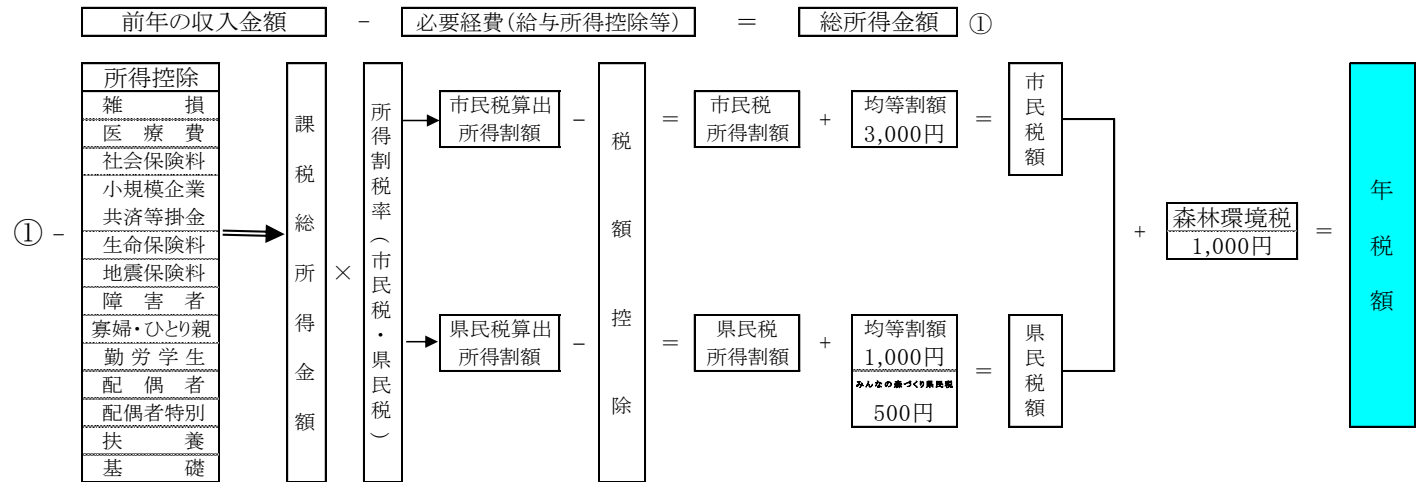 前年の収入金額 － 必要経費(給与所得控除等) ＝ 総所得金額 ①
①－
所得控除
雑損
医療費
社会保険料
小規模企業
共済等掛金
生命保険料
地震保険料
障害者
寡婦・ひとり親
勤労学生
配偶者
配偶者特別
扶養
基礎
課税総所得金額
×
所得割税率（市民税・県民税）
市民税算出
所得割額
－
県民税算出
所得割額
－
税額控除
＝
市民税
所得割額
＋
均等割額
3,000円
＝
市民税額
＝
県民税
所得割額
＋
均等割額
1,000円
みんなの森づくり県民税
500円
＝
県民税額
＋
森林環境税
1,000円
＝
年税額